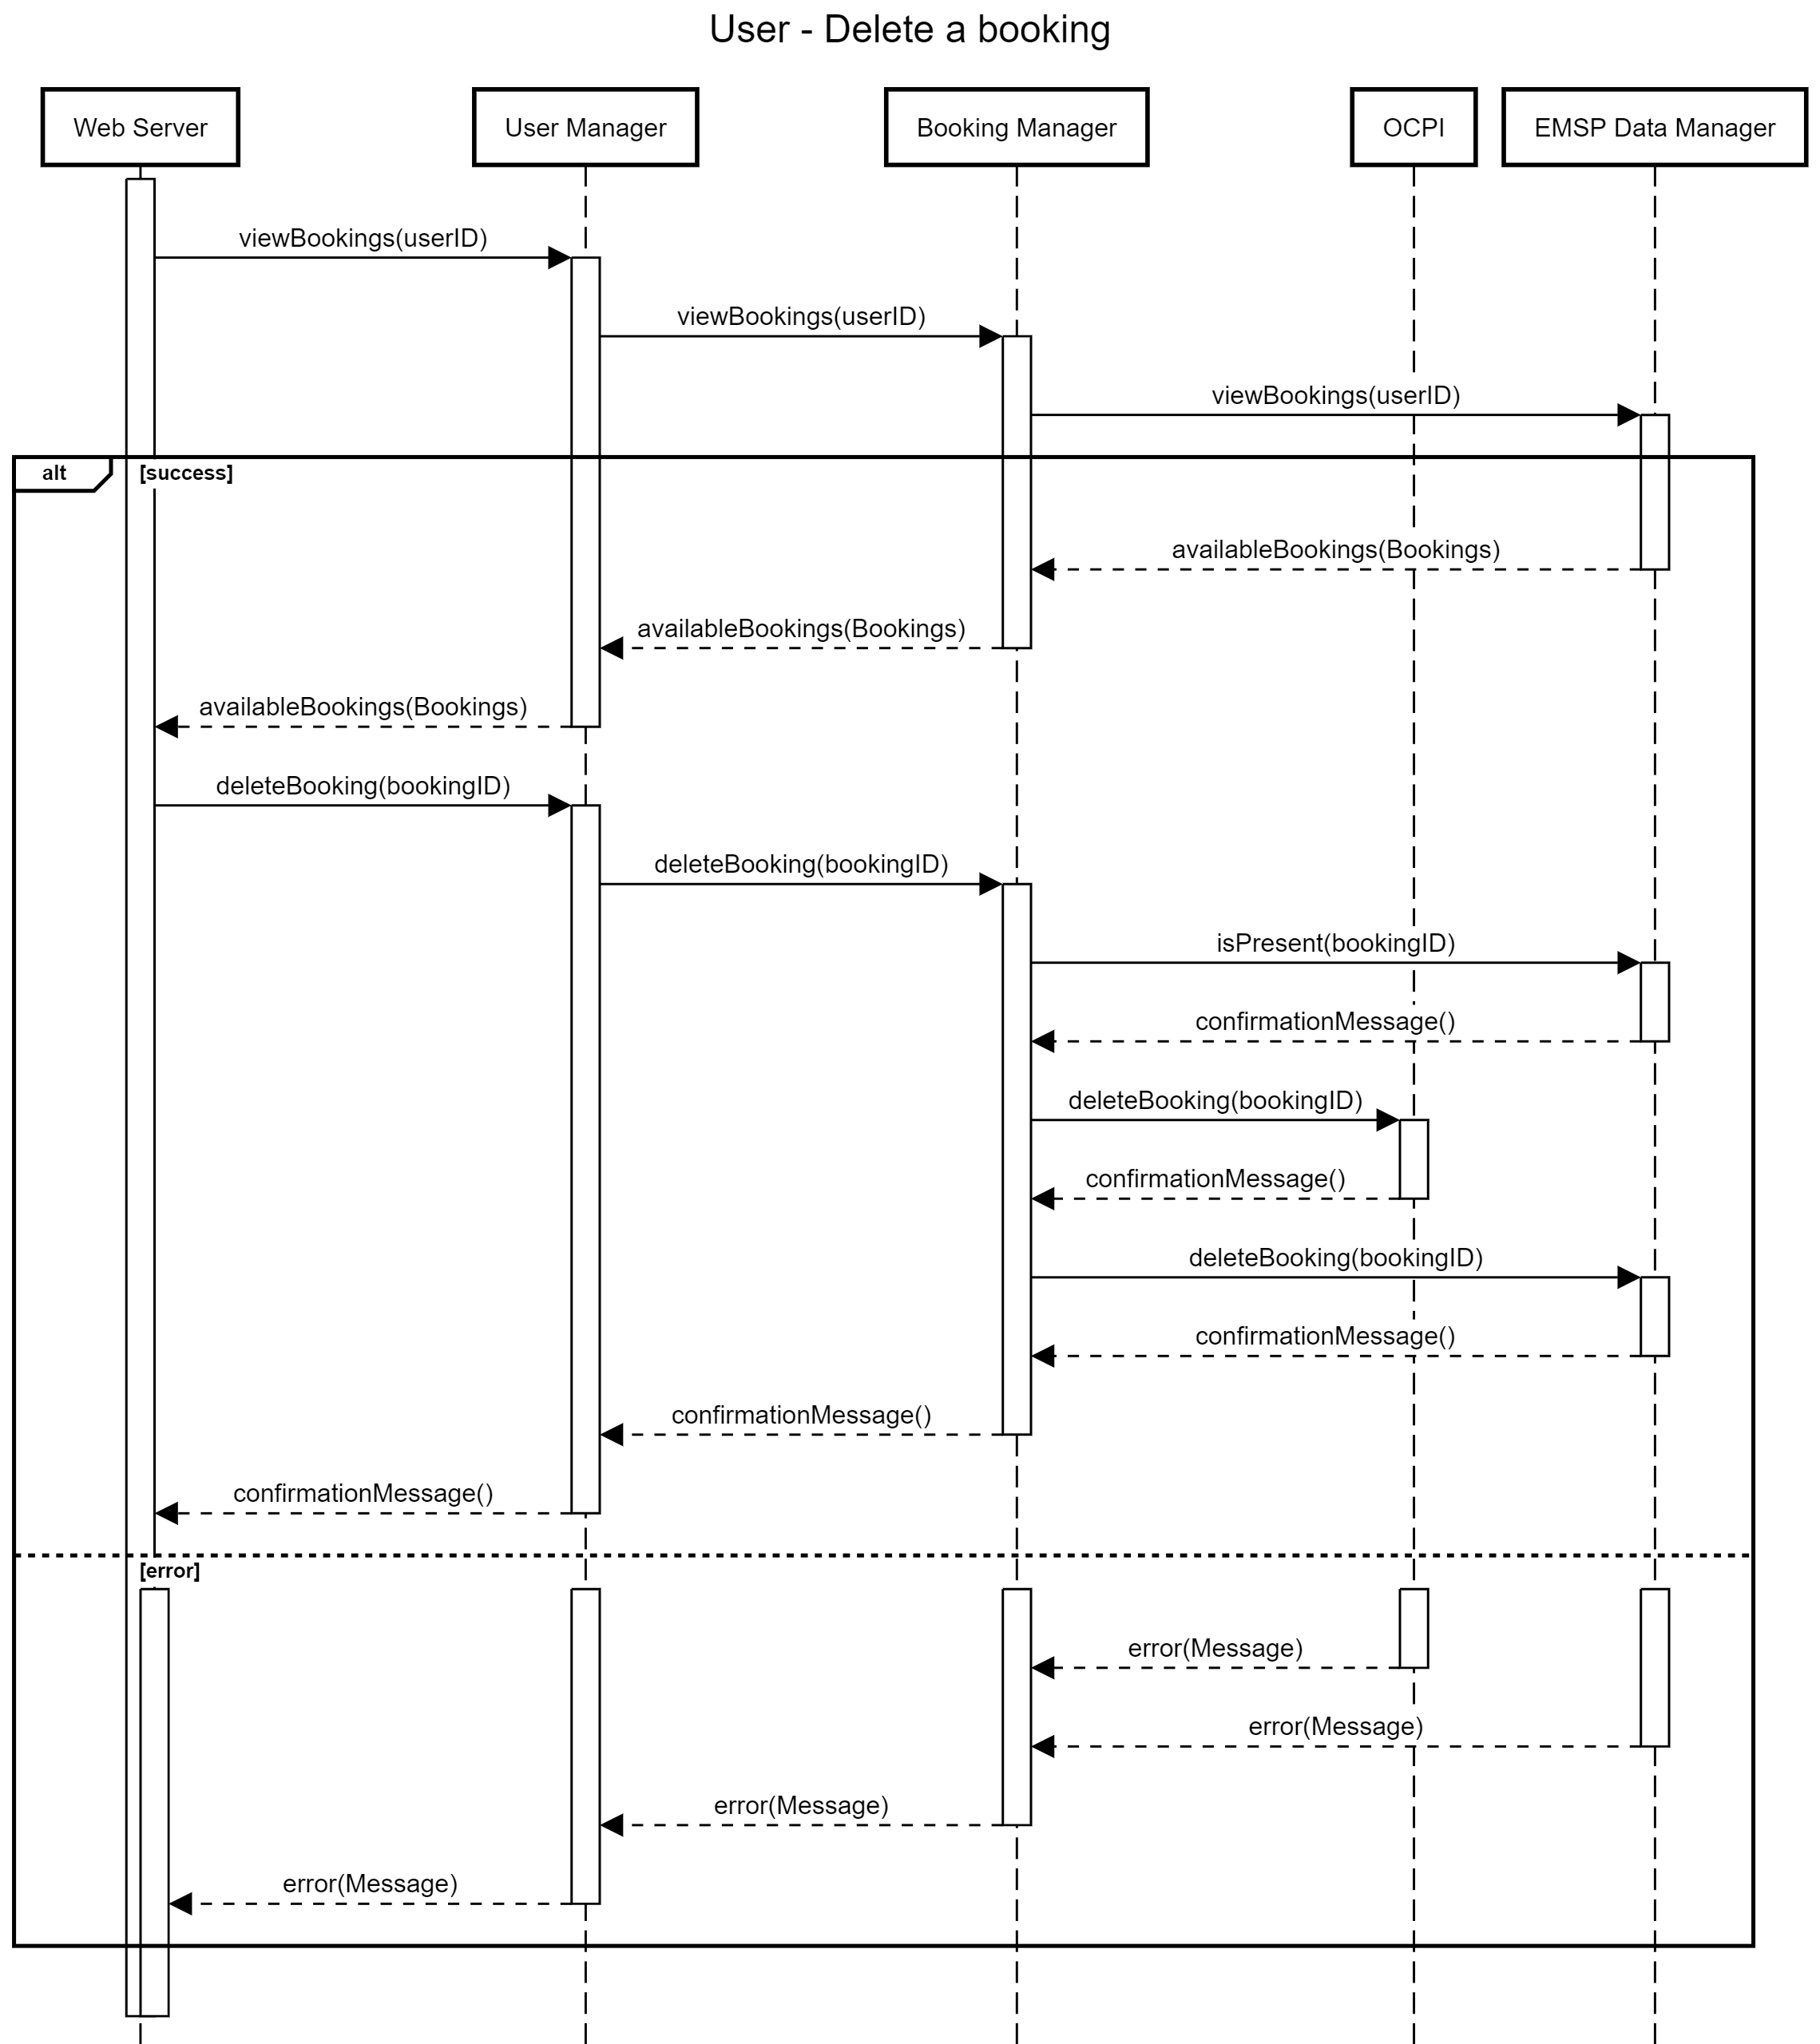 User - Delete a booking
Web Server
User Manager
Booking Manager
OCPI
EMSP Data Manager
viewBookings(userID)
viewBookings(userID)
viewBookings(userID)
alt
[success]
availableBookings(Bookings)
availableBookings(Bookings)
availableBookings(Bookings)
deleteBooking(bookingID)
deleteBooking(bookingID)
isPresent(bookingID)
confirmationMessage()
deleteBooking(bookingID)
confirmationMessage()
deleteBooking(bookingID)
confirmationMessage()
confirmationMessage()
confirmationMessage()
[error]
error(Message)
error(Message)
error(Message)
error(Message)